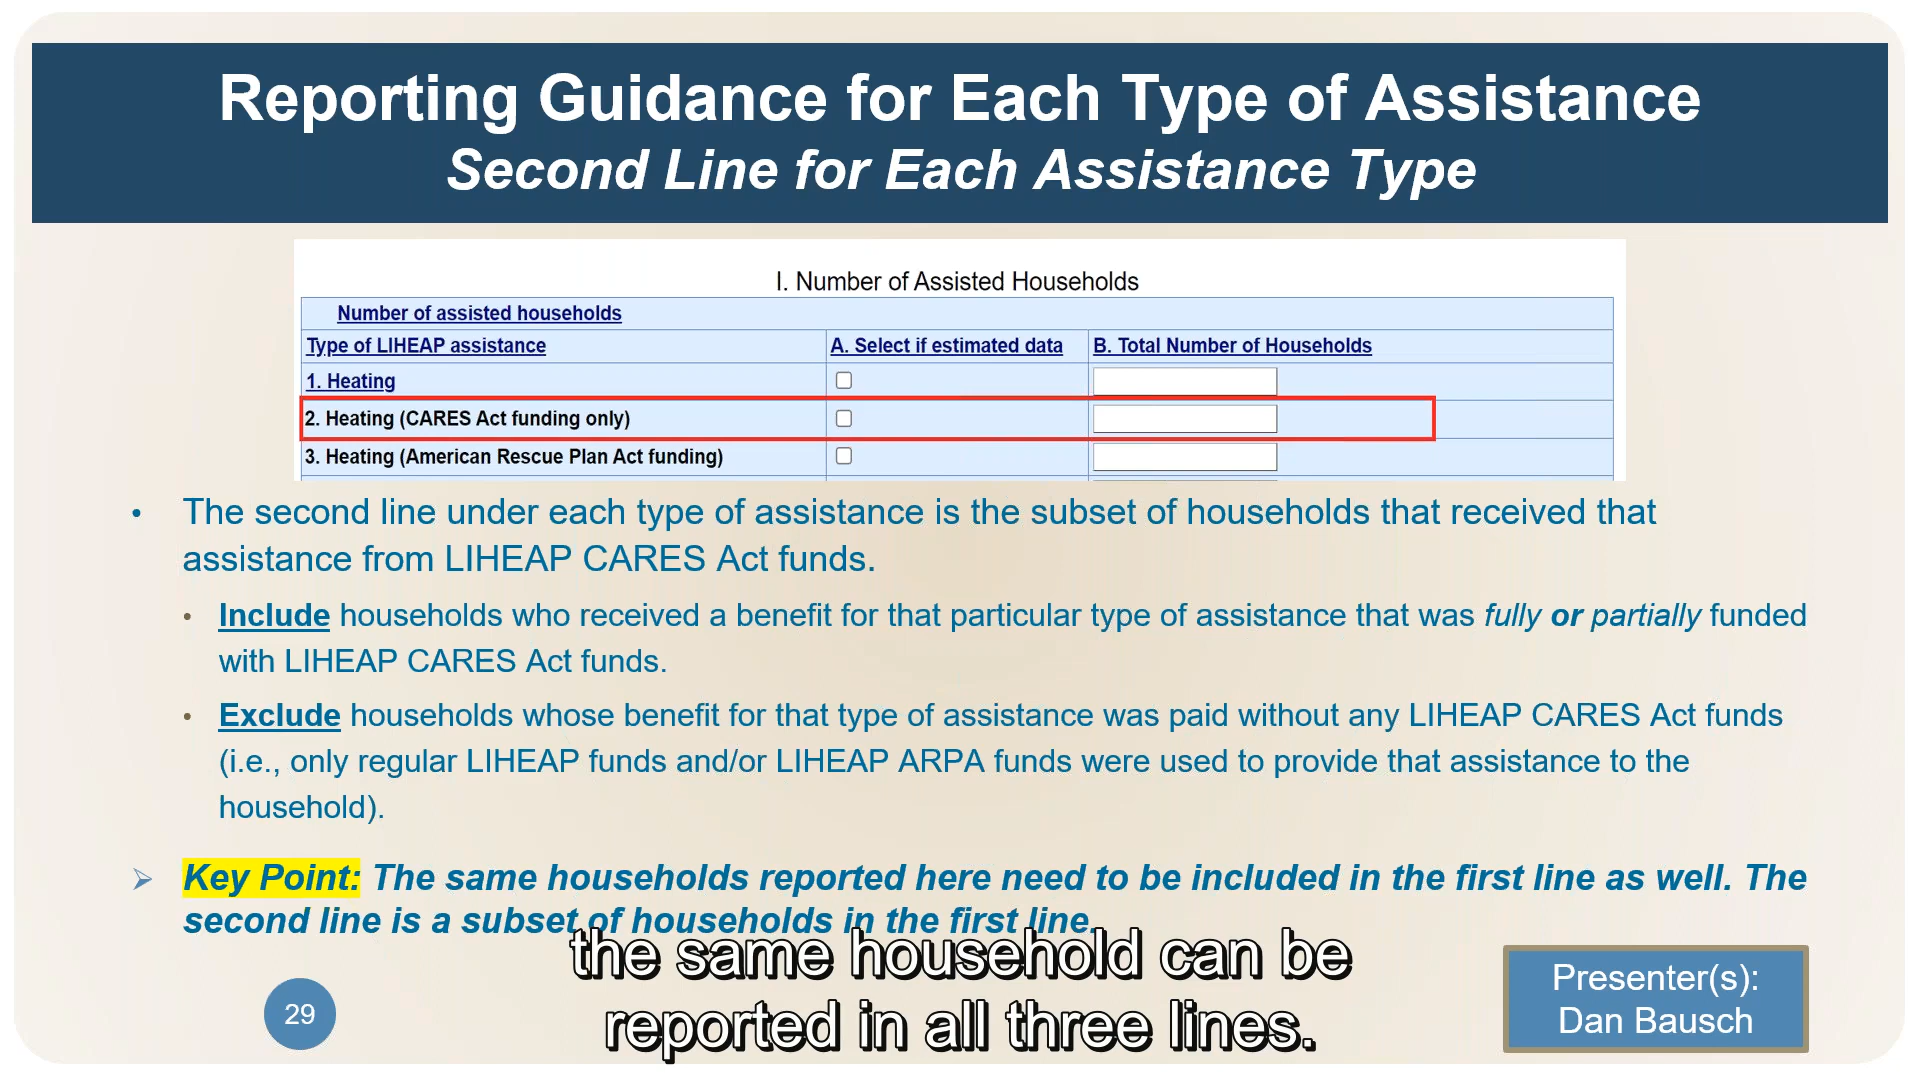 Reporting Guidance for Each Type of Assistance
Second Line for Each Assistance Type
I. Number of Assisted Households
Number of assisted households
Type of LIHEAP assistance A. Select if estimated data B. Total Number of Households
1. Heating
2. Heating (CARES Act funding only)
3. Heating (American Rescue Plan Act funding)
• The second line under each type of assistance is the subset of households that received that
assistance from LIHEAP CARES Act funds.
• Include households who received a benefit for that particular type of assistance that was fully or partially funded
with LIHEAP CARES Act funds.
• Exclude households whose benefit for that type of assistance was paid without any LIHEAP CARES Act funds
(i.e., only regular LIHEAP funds and/or LIHEAP ARPA funds were used to provide that assistance to the
household).
➢ Key Point: The same households reported here need to be included in the first line as well. The
second line is a subset of households in the first line.
the same household can be
reported in all three lines.
29
Presenter(s):
Dan Bausch